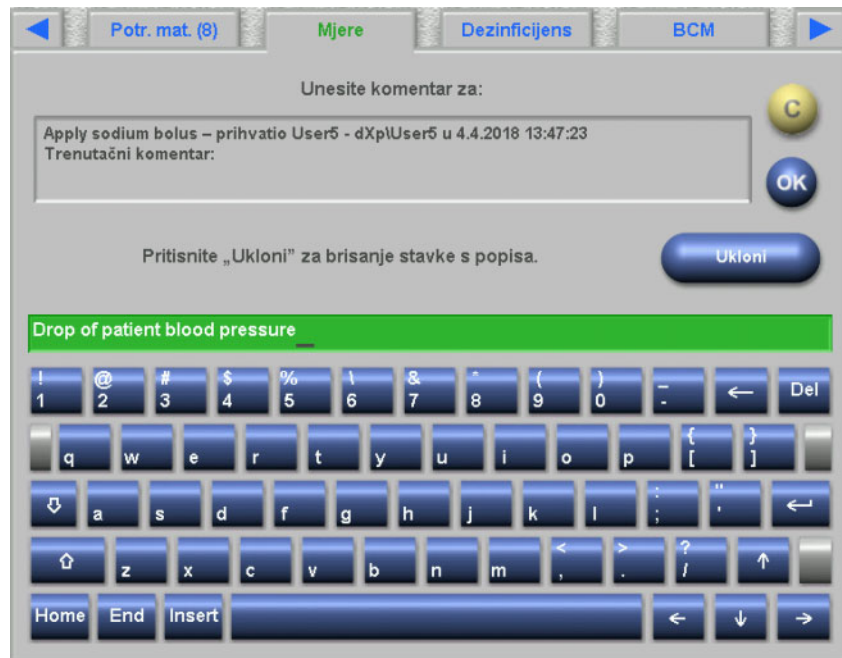 Potr. mat. (8) Mjere Dezinficijens BCM
Unesite komentar za:
C
Apply sodium bolus – prihvatio User5 - dXp\User5 u 4.4.2018 13:47:23
Trenutačni komentar:
OK
Pritisnite „Ukloni” za brisanje stavke s popisa.
Ukloni
Drop of patient blood pressure_
! @ # $ % \ & * ( ) _
1 2 3 4 5 6 7 8 9 0 - ← Del
{ }
q w e r t y u i o p [ ]
: "
a s d f g h j k l ; '
< > ?
z x c v b n m , . / ↑
Home End Insert ← ↓ →